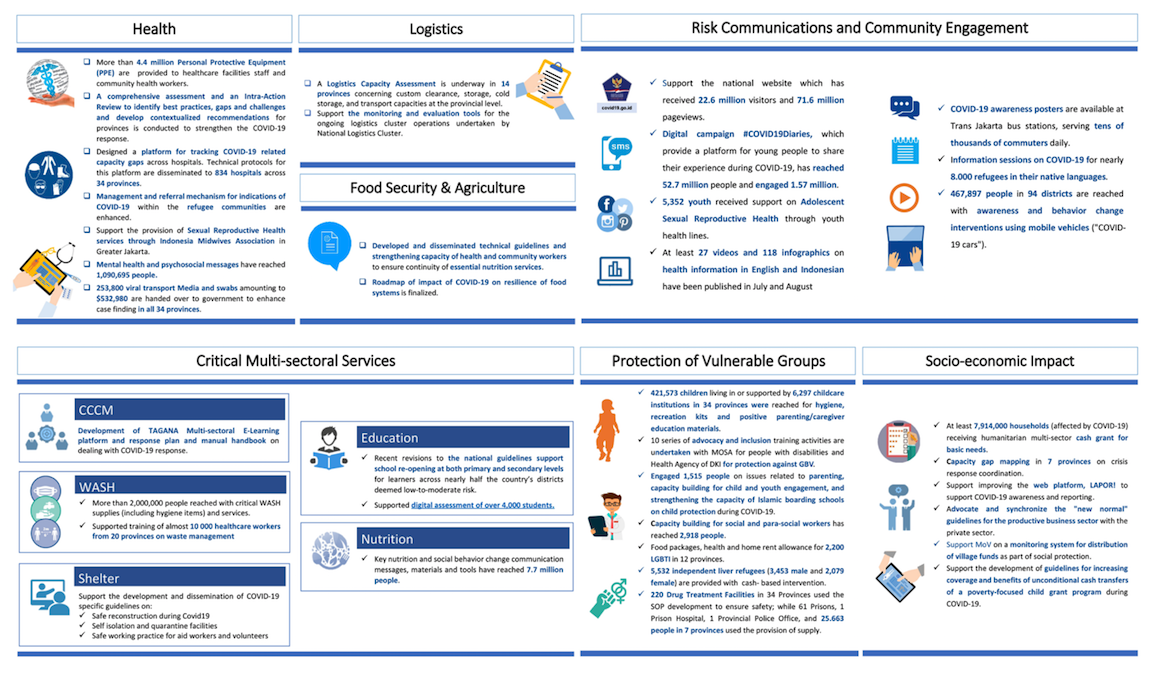 Health
More than 4.4 million Personal Protective Equipment
(PPE) are provided to healthcare facilities staff and
community health workers.
A comprehensive assessment and an Intra-Action
Review to identify best practices, gaps and challenges
and develop contextualized recommendations for
provinces is conducted to strengthen the COVID-19
response.
Designed a platform for tracking COVID-19 related
capacity gaps across hospitals. Technical protocols for
this platform are disseminated to 834 hospitals across
34 provinces.
Management and referral mechanism for indications of
COVID-19 within the refugee communities are
enhanced.
Support the provision of Sexual Reproductive Health
services through Indonesia Midwives Association in
Greater Jakarta.
Mental health and psychosocial messages have reached
1,090,695 people.
253,800 viral transport Media and swabs amounting to
$532,980 are handed over to government to enhance
case finding in all 34 provinces.
Logistics
A Logistics Capacity Assessment is underway in 14
provinces concerning custom clearance, storage, cold
storage, and transport capacities at the provincial level.
Support the monitoring and evaluation tools for the
ongoing logistics cluster operations undertaken by
National Logistics Cluster.
Food Security & Agriculture
Developed and disseminated technical guidelines and
strengthening capacity of health and community workers
to ensure continuity of essential nutrition services.
Roadmap of impact of COVID-19 on resilience of food
systems is finalized.
Risk Communications and Community Engagement
covid19.go.id
sms
Support the national website which has
received 22.6 million visitors and 71.6 million
pageviews.
Digital campaign #COVID19Diaries, which
provide a platform for young people to share
their experience during COVID-19, has reached
52.7 million people and engaged 1.57 million.
5,352 youth received support on Adolescent
Sexual Reproductive Health through youth
health lines.
At least 27 videos and 118 infographics on
health information in English and Indonesian
have been published in July and August
COVID-19 awareness posters are available at
Trans Jakarta bus stations, serving tens of
thousands of commuters daily.
Information sessions on COVID-19 for nearly
8.000 refugees in their native languages.
467,897 people in 94 districts are reached
with awareness and behavior change
interventions using mobile vehicles ("COVID-
19 cars").
Critical Multi-sectoral Services
CCCM
Development of TAGANA Multi-sectoral E-Learning
platform and response plan and manual handbook on
dealing with COVID-19 response.
WASH
More than 2,000,000 people reached with critical WASH
supplies (including hygiene items) and services.
Supported training of almost 10 000 healthcare workers
from 20 provinces on waste management
Shelter
Support the development and dissemination of COVID-19
specific guidelines on:
Safe reconstruction during Covid19
Self isolation and quarantine facilities
Safe working practice for aid workers and volunteers
Education
Recent revisions to the national guidelines support
school re-opening at both primary and secondary levels
for learners across nearly half the country's districts
deemed low-to-moderate risk.
Supported digital assessment of over 4,000 students.
Nutrition
Key nutrition and social behavior change communication
messages, materials and tools have reached 7.7 million
people.
Protection of Vulnerable Groups
421,573 children living in or supported by 6,297 childcare
institutions in 34 provinces were reached for hygiene,
recreation kits and positive parenting/caregiver
education materials.
10 series of advocacy and inclusion training activities are
undertaken with MOSA for people with disabilities and
Health Agency of DKI for protection against GBV.
Engaged 1,515 people on issues related to parenting,
capacity building for child and youth engagement, and
strengthening the capacity of Islamic boarding schools
on child protection during COVID-19.
Capacity building for social and para-social workers has
reached 2,918 people.
Food packages, health and home rent allowance for 2,200
LGBTI in 12 provinces.
5,532 independent liver refugees (3,453 male and 2,079
female) are provided with cash- based intervention.
220 Drug Treatment Facilities in 34 Provinces used the
SOP development to ensure safety; while 61 Prisons, 1
Prison Hospital, 1 Provincial Police Office, and 25.663
people in 7 provinces used the provision of supply.
Socio-economic Impact
At least 7,914,000 households (affected by COVID-19)
receiving humanitarian multi-sector cash grant for
basic needs.
Capacity gap mapping in 7 provinces on crisis
response coordination.
Support improving the web platform, LAPOR! to
support COVID-19 awareness and reporting.
Advocate and synchronize the "new normal"
guidelines for the productive business sector with the
private sector.
Support MoV on a monitoring system for distribution
of village funds as part of social protection.
Support the development of guidelines for increasing
coverage and benefits of unconditional cash transfers
of a poverty-focused child grant program during
COVID-19.